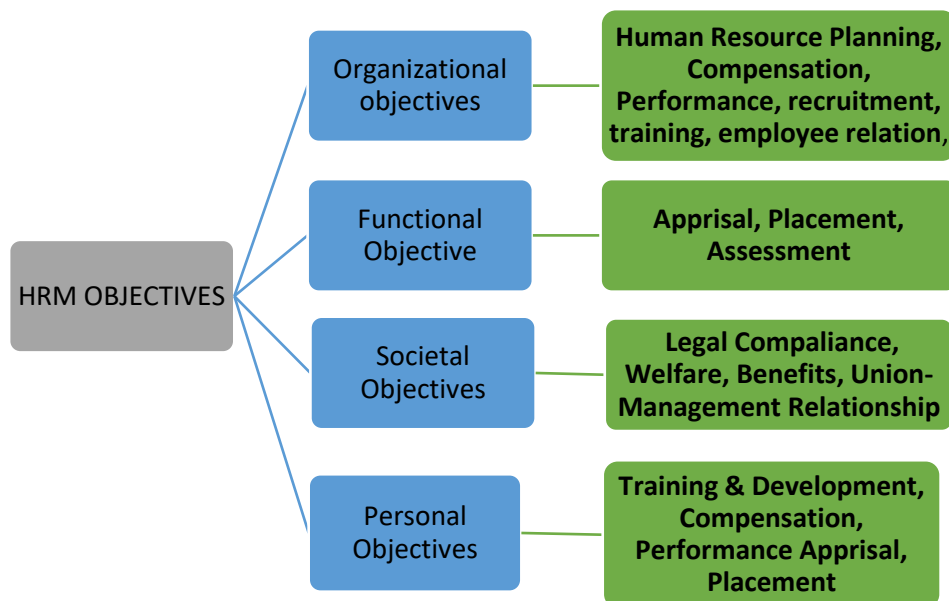 HRM OBJECTIVES
Organizational
objectives
Human Resource Planning,
Compensation,
Performance, recruitment,
training, employee relation,
Functional
Objective
Apprisal, Placement,
Assessment
Societal
Objectives
Legal Compaliance,
Welfare, Benefits, Union-
Management Relationship
Personal
Objectives
Training & Development,
Compensation,
Performance Apprisal,
Placement